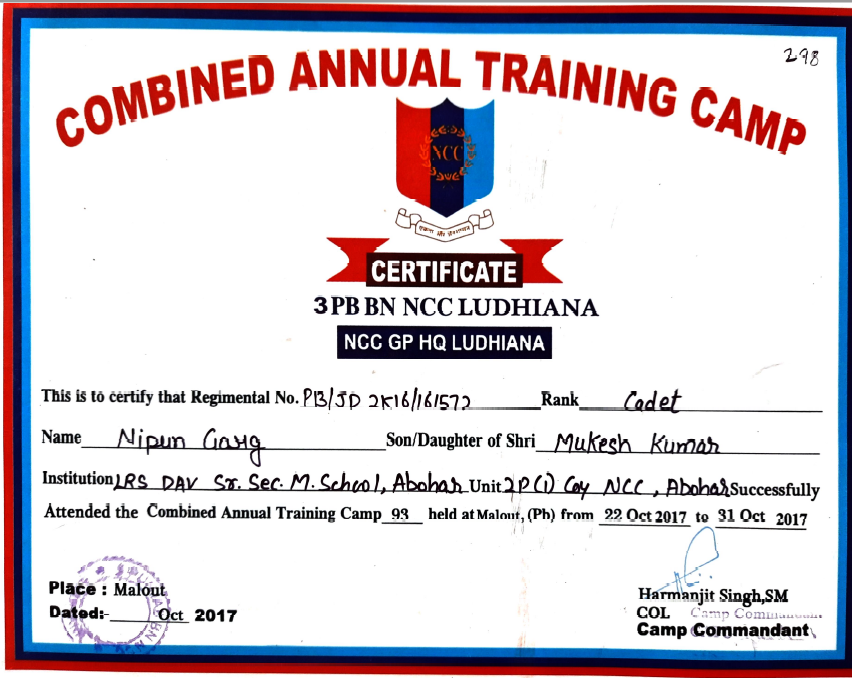 298
COMBINED ANNUAL TRAINING CAMP
NCC
एकता और अनुशासन
CERTIFICATE
3 PB BN NCC LUDHIANA
NCC GP HQ LUDHIANA
This is to certify that Regimental No. PB/JD 2K16/161572 Rank Cadet
Name Nipun Garg Son/Daughter of Shri Mukesh Kumar
Institution LRS DAV Sr. Sec. M. School, Abohar Unit 2P(1) Coy NCC, Abohar Successfully
Attended the Combined Annual Training Camp 93 held at Malout, (Pb) from 22 Oct 2017 to 31 Oct 2017
Place : Malout
Dated:- Oct 2017
Harmanjit Singh,SM
COL Camp Commandant
Camp Commandant